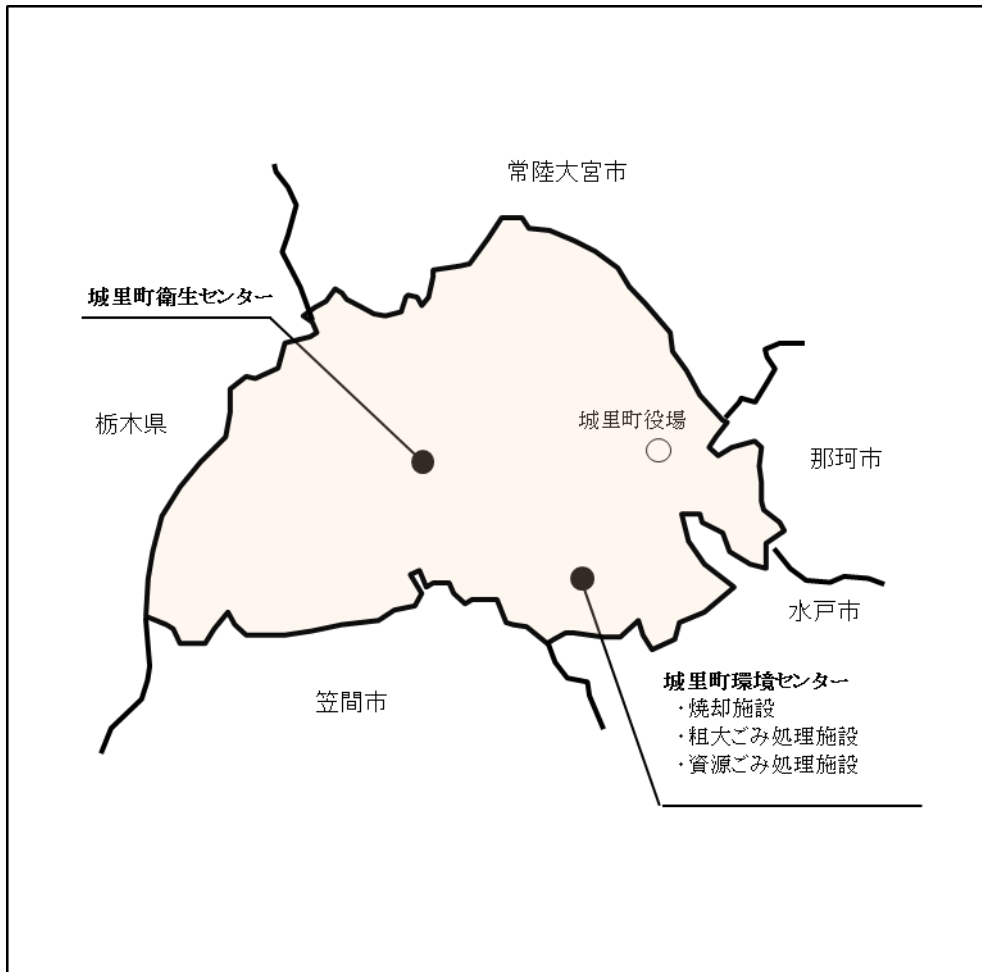 常陸大宮市
城里町衛生センター
栃木県
城里町役場
那珂市
水戸市
城里町環境センター
・焼却施設
・粗大ごみ処理施設
・資源ごみ処理施設
笠間市